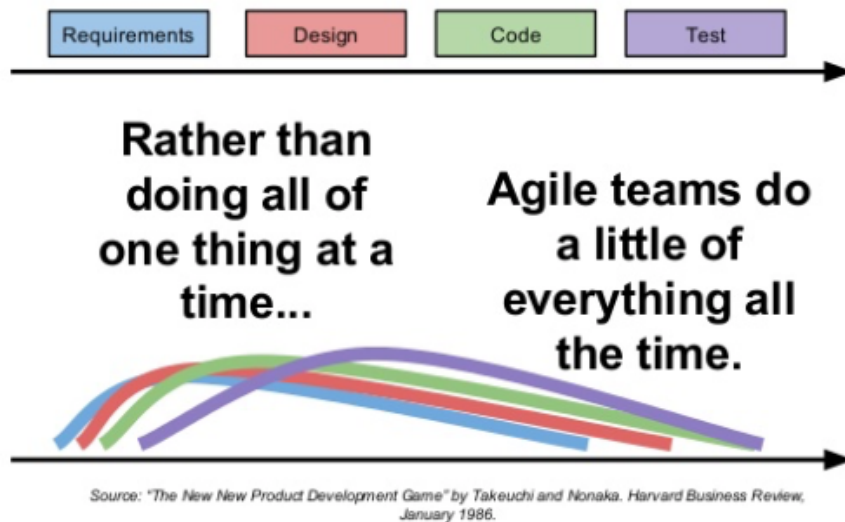 Requirements
Design
Code
Test
Rather than
doing all of
one thing at a
time...
Agile teams do
a little of
everything all
the time.
Source: "The New New Product Development Game" by Takeuchi and Nonaka. Harvard Business Review,
January 1986.